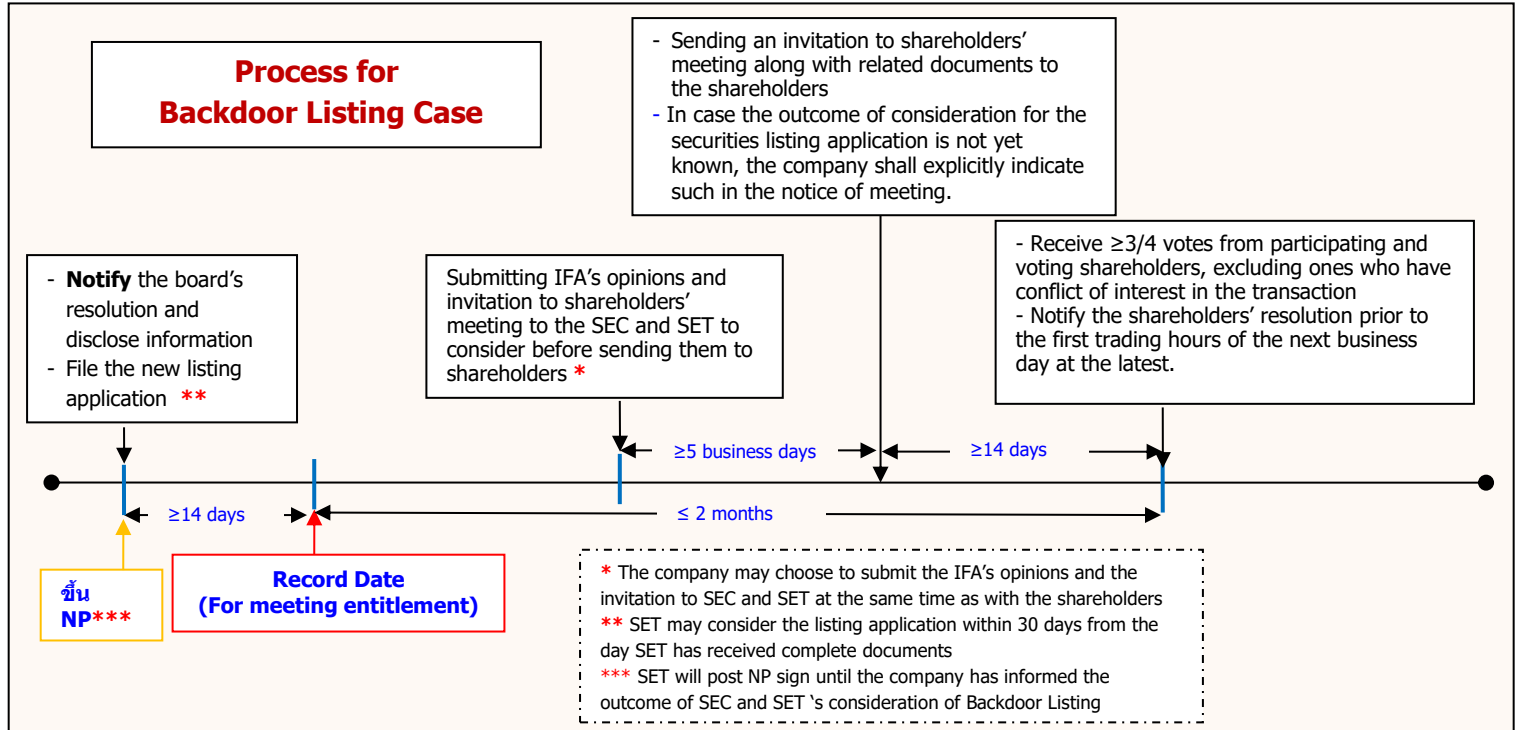 Process for
Backdoor Listing Case
- Sending an invitation to shareholders’
meeting along with related documents to
the shareholders
- In case the outcome of consideration for the
securities listing application is not yet
known, the company shall explicitly indicate
such in the notice of meeting.
- Notify the board’s
resolution and
disclose information
- File the new listing
application **
Submitting IFA’s opinions and
invitation to shareholders’
meeting to the SEC and SET to
consider before sending them to
shareholders *
- Receive ≥3/4 votes from participating and
voting shareholders, excluding ones who have
conflict of interest in the transaction
- Notify the shareholders’ resolution prior to
the first trading hours of the next business
day at the latest.
≥5 business days
≥14 days
≥14 days
≤ 2 months
ขึ้น
NP***
Record Date
(For meeting entitlement)
* The company may choose to submit the IFA’s opinions and the
invitation to SEC and SET at the same time as with the shareholders
** SET may consider the listing application within 30 days from the
day SET has received complete documents
*** SET will post NP sign until the company has informed the
outcome of SEC and SET ‘s consideration of Backdoor Listing